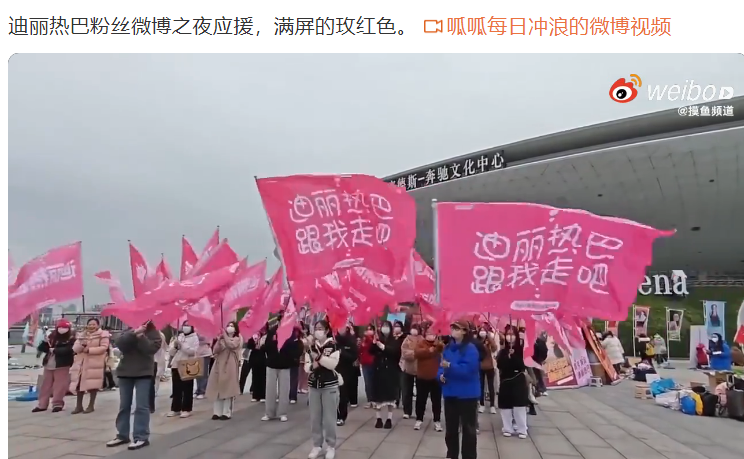 迪丽热巴粉丝微博之夜应援，满屏的玫红色。 呱呱每日冲浪的微博视频
weibo
@摸鱼频道
德斯-奔驰文化中心
迪丽热巴
跟我走吧
迪丽热巴
跟我走吧
ena